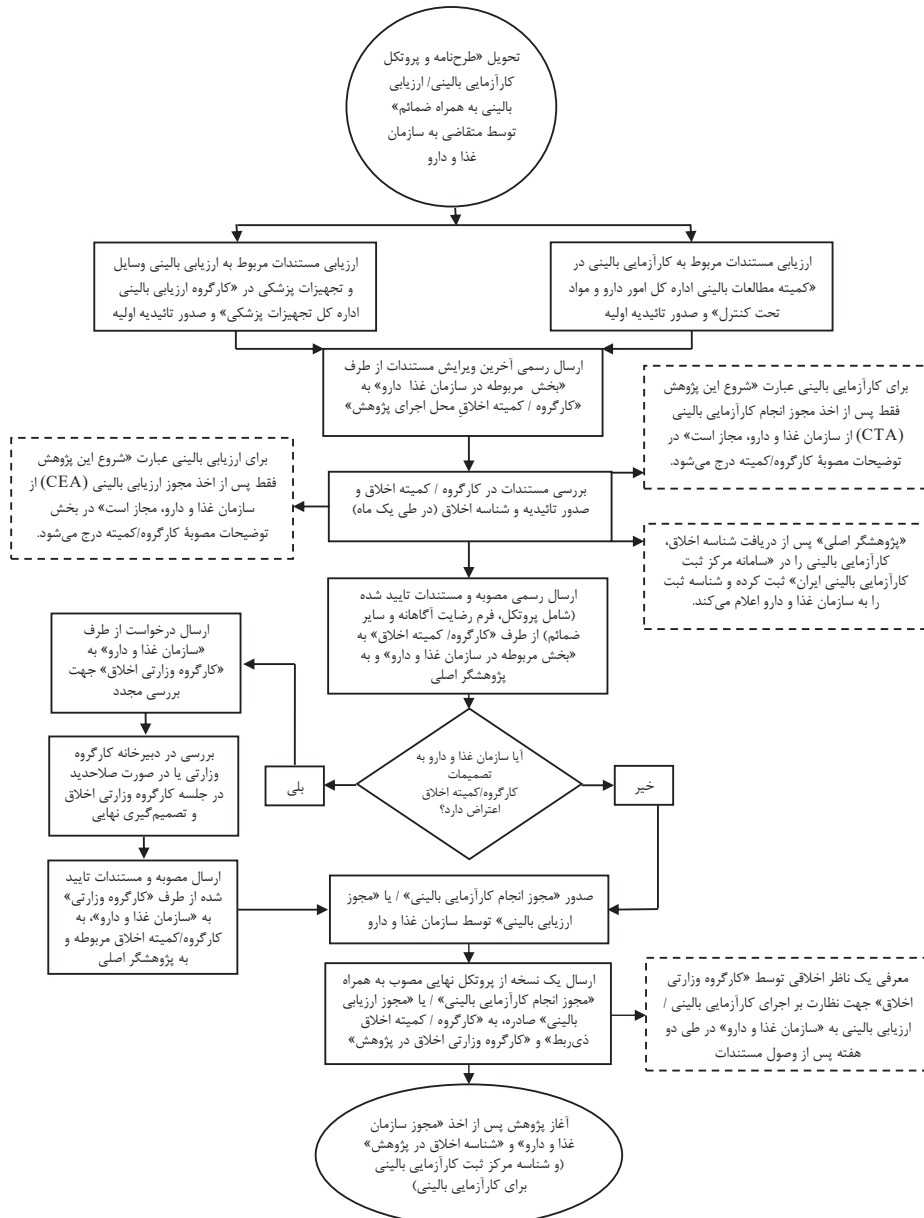 تحویل «طرح‌نامه و پروتکل
کارآزمایی بالینی/ ارزیابی
بالینی به همراه ضمائم»
توسط متقاضی به سازمان
غذا و دارو
ارزیابی مستندات مربوط به کارآزمایی بالینی در
«کمیته مطالعات بالینی اداره کل امور دارو و مواد
تحت کنترل» و صدور تائیدیه اولیه
ارزیابی مستندات مربوط به ارزیابی بالینی وسایل
و تجهیزات پزشکی در «کارگروه ارزیابی بالینی
اداره کل تجهیزات پزشکی» و صدور تائیدیه اولیه
ارسال رسمی آخرین ویرایش مستندات از طرف
«بخش مربوطه در سازمان غذا دارو» به
«کارگروه / کمیته اخلاقِ محل اجرای پژوهش»
برای کارآزمایی بالینی عبارت «شروع این پژوهش
فقط پس از اخذ مجوز انجام کارآزمایی بالینی
(CTA) از سازمان غذا و دارو، مجاز است» در
توضیحات مصوبۀ کارگروه/کمیته درج می‌شود.
بررسی مستندات در کارگروه / کمیته اخلاق و
صدور تائیدیه و شناسه اخلاق (در طی یک ماه)
برای ارزیابی بالینی عبارت «شروع این پژوهش
فقط پس از اخذ مجوز ارزیابی بالینی (CEA) از
سازمان غذا و دارو، مجاز است» در بخش
توضیحات مصوبۀ کارگروه/کمیته درج می‌شود.
«پژوهشگر اصلی» پس از دریافت شناسه اخلاق،
کارآزمایی بالینی را در «سامانه مرکز ثبت
کارآزمایی بالینی ایران» ثبت کرده و شناسه ثبت
را به سازمان غذا و دارو اعلام می‌کند.
ارسال رسمی مصوبه و مستندات تایید شده
(شامل پروتکل، فرم رضایت آگاهانه و سایر
ضمائم) از طرف «کارگروه/ کمیته اخلاق» به
«بخش مربوطه در سازمان غذا و دارو» و به
پژوهشگر اصلی
آیا سازمان غذا و دارو به
تصمیمات
کارگروه/کمیته اخلاق
اعتراض دارد؟
خیر
بلی
ارسال درخواست از طرف
«سازمان غذا و دارو» به
«کارگروه وزارتی اخلاق» جهت
بررسی مجدد
بررسی در دبیرخانه کارگروه
وزارتی یا در صورت صلاحدید
در جلسه کارگروه وزارتی اخلاق
و تصمیم‌گیری نهایی
ارسال مصوبه و مستندات تایید
شده از طرف «کارگروه وزارتی»
به «سازمان غذا و دارو»، به
کارگروه/کمیته اخلاق مربوطه و
به پژوهشگر اصلی
صدور «مجوز انجام کارآزمایی بالینی» / یا «مجوز
ارزیابی بالینی» توسط سازمان غذا و دارو
ارسال یک نسخه از پروتکل نهایی مصوب به همراه
«مجوز انجام کارآزمایی بالینی» / یا «مجوز ارزیابی
بالینی» صادره، به «کارگروه / کمیته اخلاق
ذی‌ربط» و «کارگروه وزارتی اخلاق در پژوهش»
معرفی یک ناظر اخلاقی توسط «کارگروه وزارتی
اخلاق» جهت نظارت بر اجرای کارآزمایی بالینی /
ارزیابی بالینی به «سازمان غذا و دارو» در طی دو
هفته پس از وصول مستندات
آغاز پژوهش پس از اخذ «مجوز سازمان
غذا و دارو» و «شناسه اخلاق در پژوهش»
(و شناسه مرکز ثبت کارآزمایی بالینی
برای کارآزمایی بالینی)